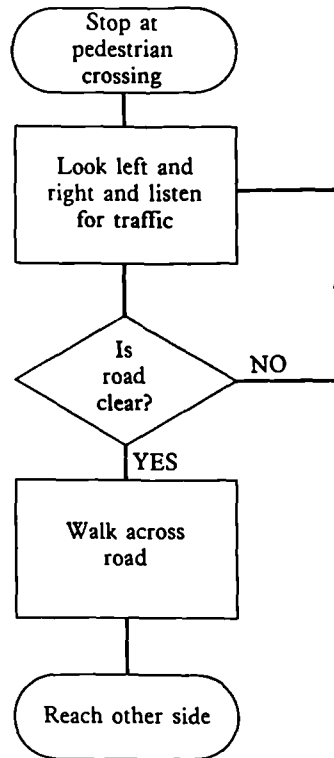 Stop at
pedestrian
crossing
Look left and
right and listen
for traffic
Is
road
clear?
NO
YES
Walk across
road
Reach other side